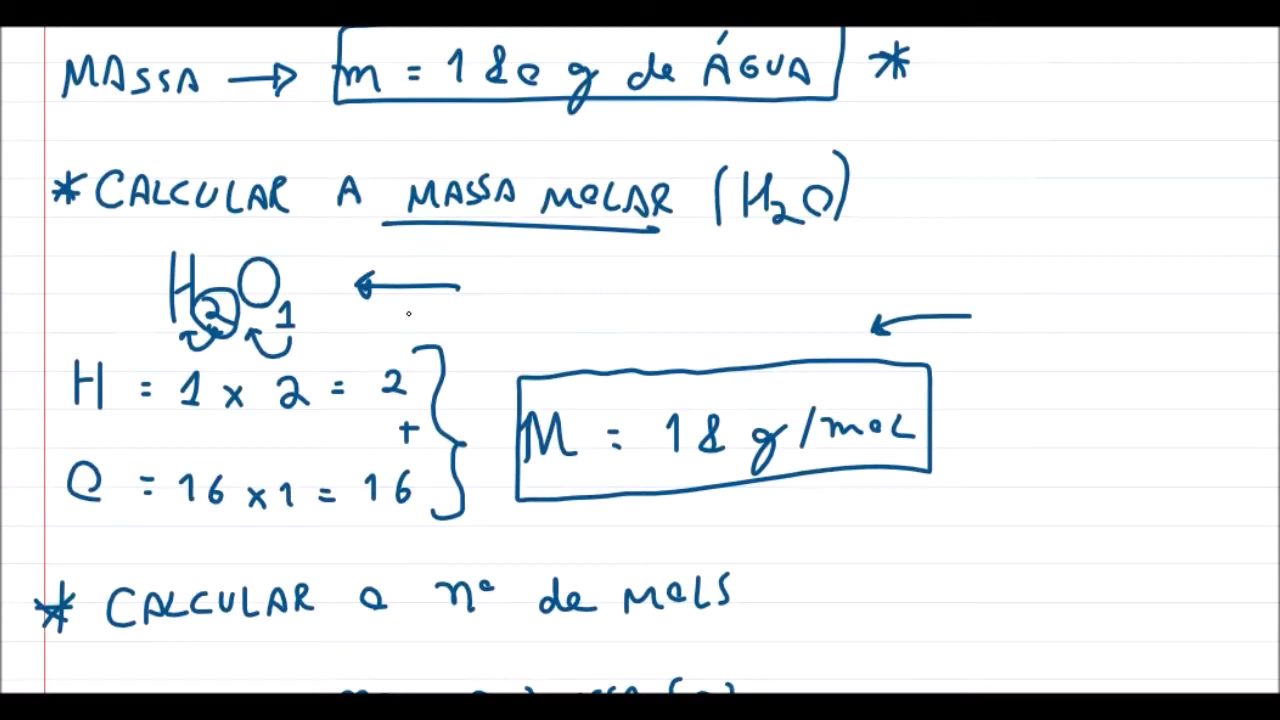 MASSA → m = 180 g de ÁGUA *
* CALCULAR A MASSA MOLAR (H₂O)
H₂O₁ ←
H = 1 x 2 = 2
+
M = 18 g/mol
O = 16 x 1 = 16
* CALCULAR O nº de MOLS